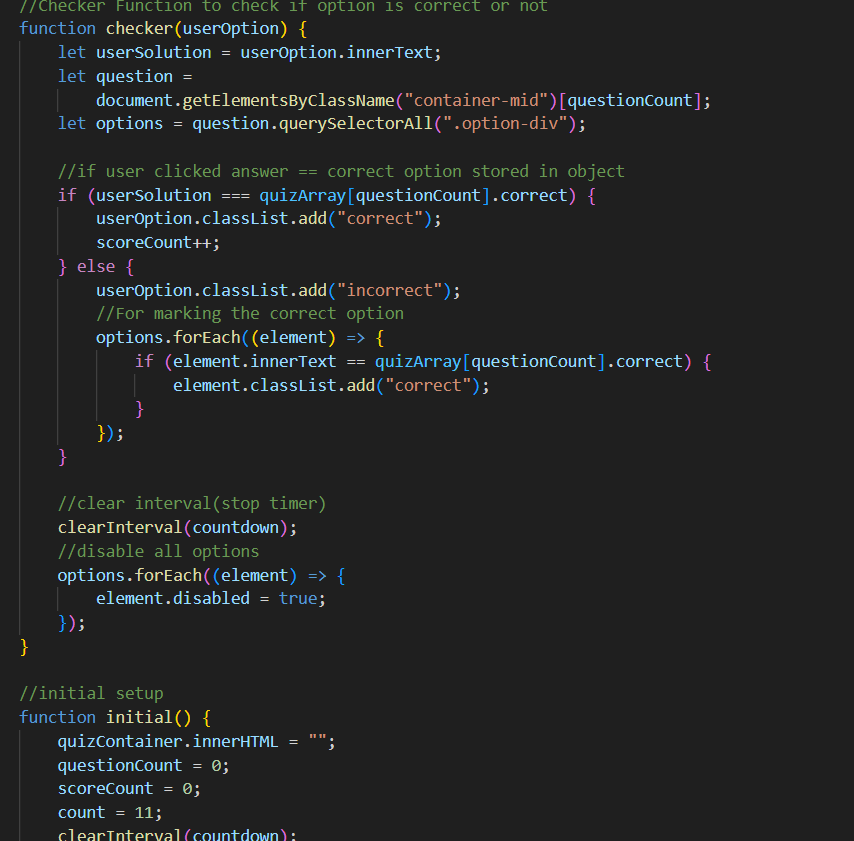 //Checker Function to check if option is correct or not
function checker(userOption) {
    let userSolution = userOption.innerText;
    let question =
        document.getElementsByClassName("container-mid")[questionCount];
    let options = question.querySelectorAll(".option-div");

    //if user clicked answer == correct option stored in object
    if (userSolution === quizArray[questionCount].correct) {
        userOption.classList.add("correct");
        scoreCount++;
    } else {
        userOption.classList.add("incorrect");
        //For marking the correct option
        options.forEach((element) => {
            if (element.innerText == quizArray[questionCount].correct) {
                element.classList.add("correct");
            }
        });
    }

    //clear interval(stop timer)
    clearInterval(countdown);
    //disable all options
    options.forEach((element) => {
        element.disabled = true;
    });
}

//initial setup
function initial() {
    quizContainer.innerHTML = "";
    questionCount = 0;
    scoreCount = 0;
    count = 11;
    clearInterval(countdown);